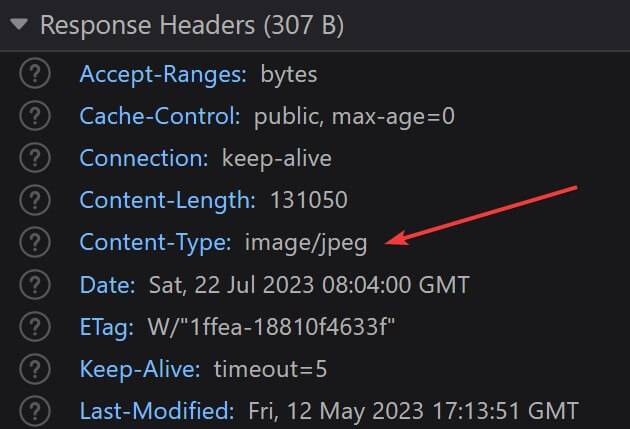 Response Headers (307 B)
Accept-Ranges: bytes
Cache-Control: public, max-age=0
Connection: keep-alive
Content-Length: 131050
Content-Type: image/jpeg
Date: Sat, 22 Jul 2023 08:04:00 GMT
ETag: W/"1ffea-18810f4633f"
Keep-Alive: timeout=5
Last-Modified: Fri, 12 May 2023 17:13:51 GMT